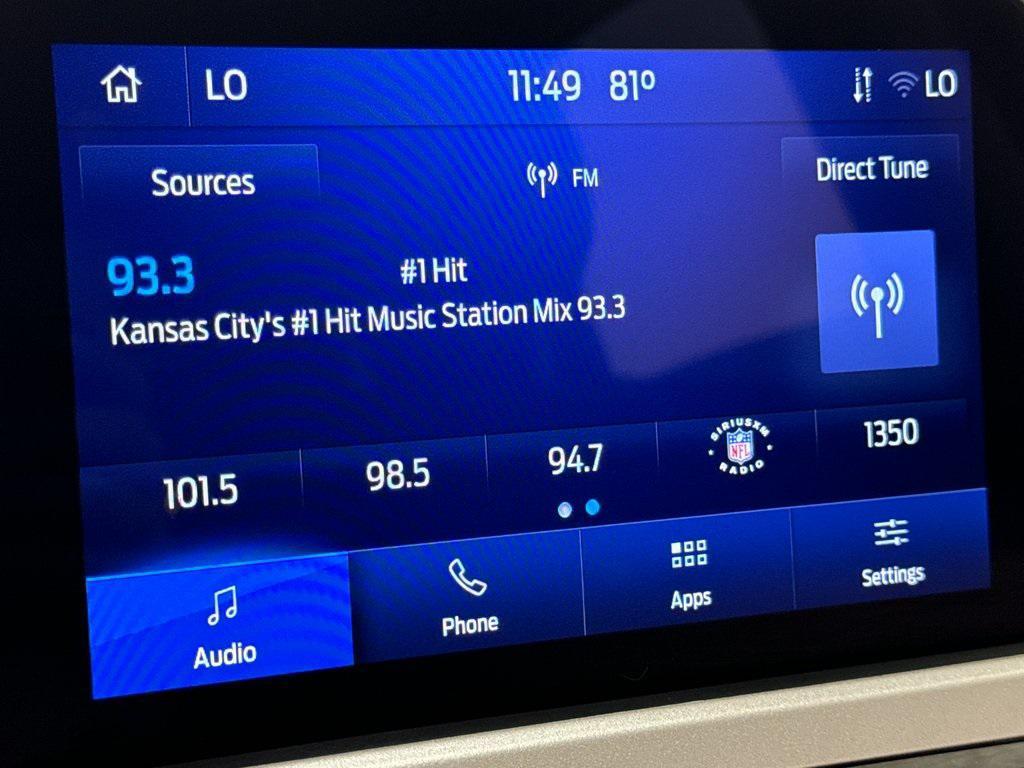 LO 11:49 81° LO
Sources FM Direct Tune
93.3 #1 Hit
Kansas City's #1 Hit Music Station Mix 93.3
101.5 98.5 94.7 SIRIUSXM NFL RADIO 1350
Audio Phone Apps Settings